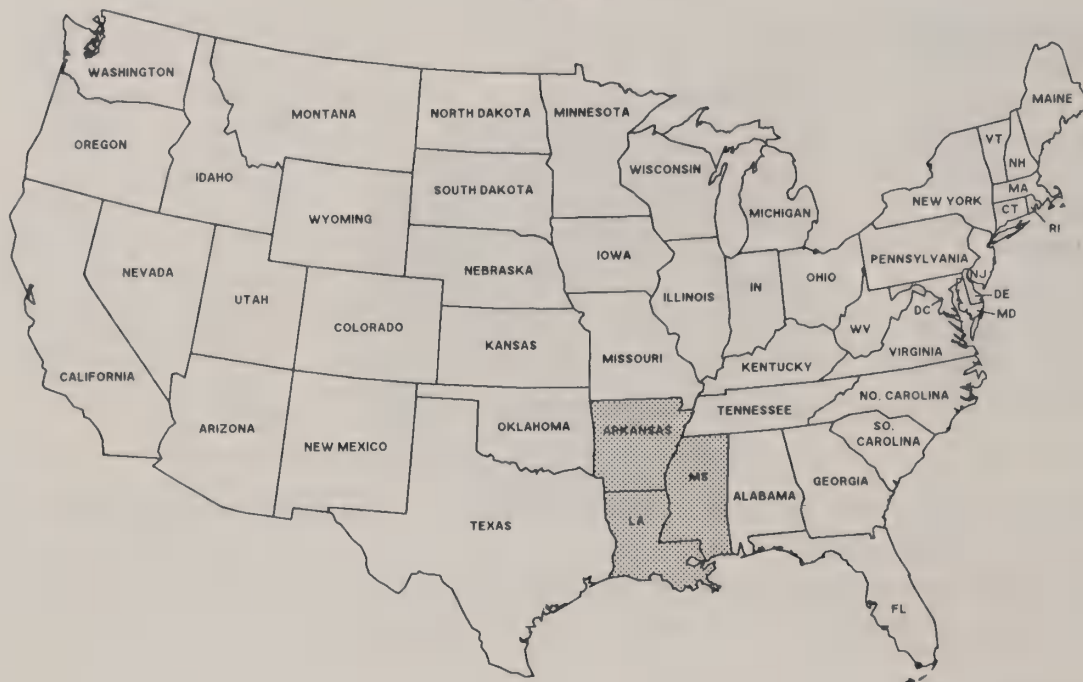 WASHINGTON
MONTANA
NORTH DAKOTA
MINNESOTA
MAINE
OREGON
IDAHO
VT
NH
WISCONSIN
SOUTH DAKOTA
WYOMING
MICHIGAN
NEW YORK
MA
CT
RI
NEVADA
NEBRASKA
IOWA
PENNSYLVANIA
NJ
UTAH
ILLINOIS
IN
OHIO
DE
DC
MD
COLORADO
KANSAS
MISSOURI
WV
VIRGINIA
KENTUCKY
CALIFORNIA
NO. CAROLINA
TENNESSEE
ARIZONA
NEW MEXICO
OKLAHOMA
ARKANSAS
SO.
CAROLINA
MS
ALABAMA
GEORGIA
TEXAS
LA
FL